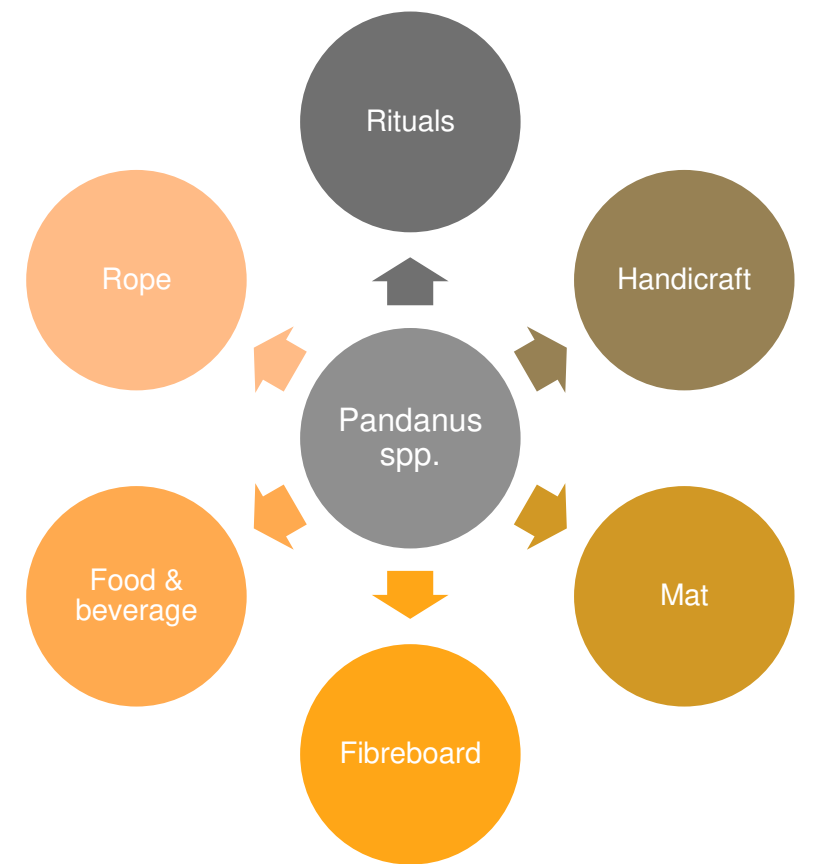 Rituals
Rope
Handicraft
Pandanus
spp.
Food &
beverage
Mat
Fibreboard